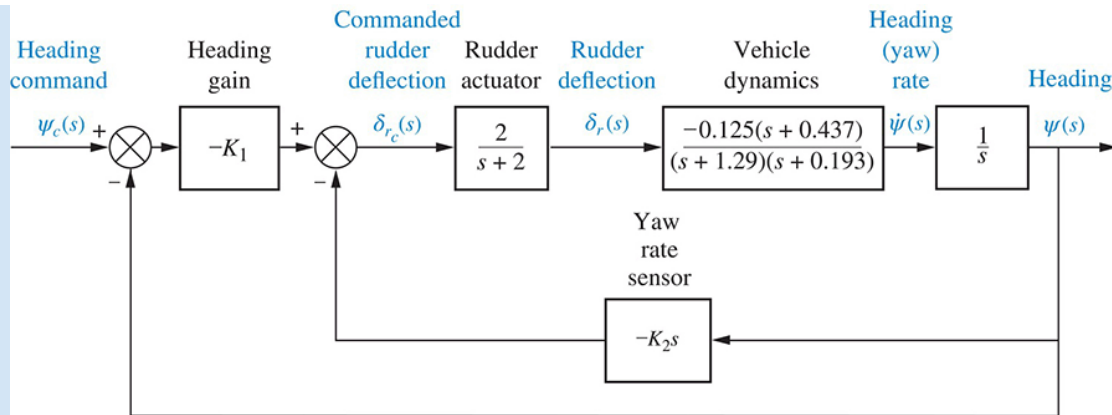 Heading
command
Heading
gain
Commanded
rudder
deflection
Rudder
actuator
Rudder
deflection
Vehicle
dynamics
Heading
(yaw)
rate
Heading
ψc(s)
+
-
-K1
+
-
δrc(s)
2
s + 2
δr(s)
-0.125(s + 0.437)
(s + 1.29)(s + 0.193)
ψ̇(s)
1
s
ψ(s)
Yaw
rate
sensor
-K2s